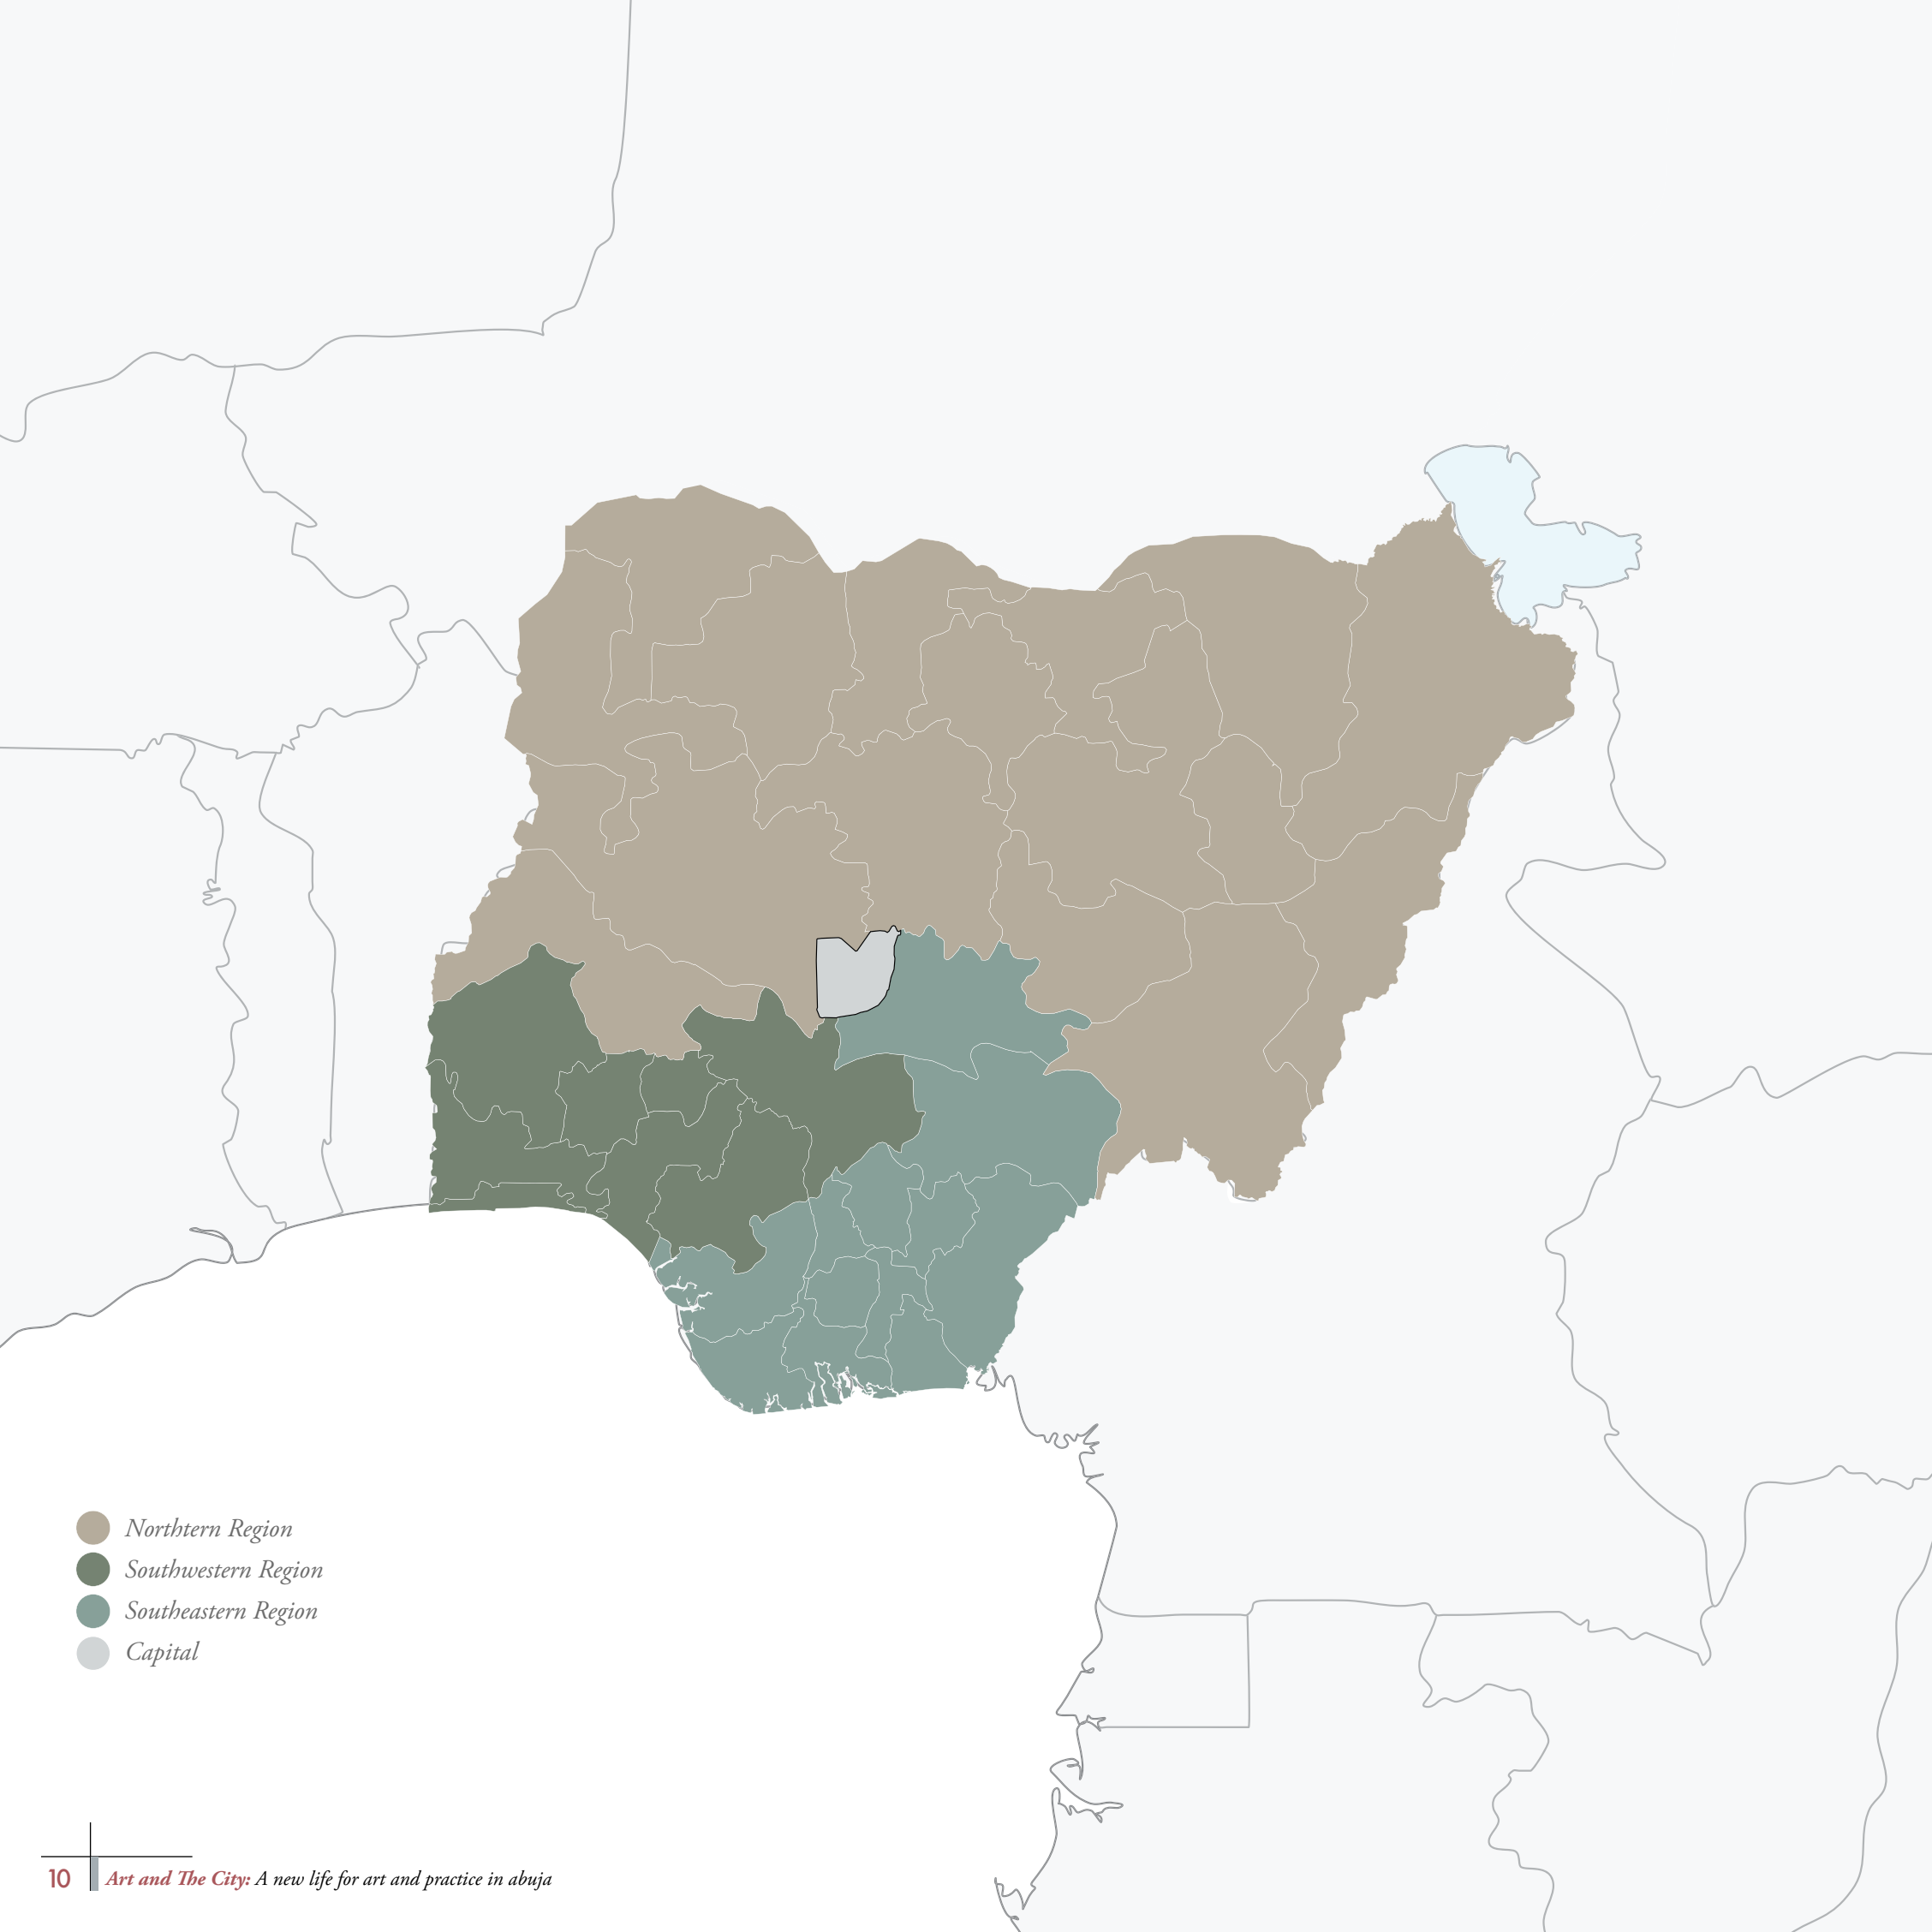 Northtern Region
Southwestern Region
Southeastern Region
Capital
10 Art and The City: A new life for art and practice in abuja